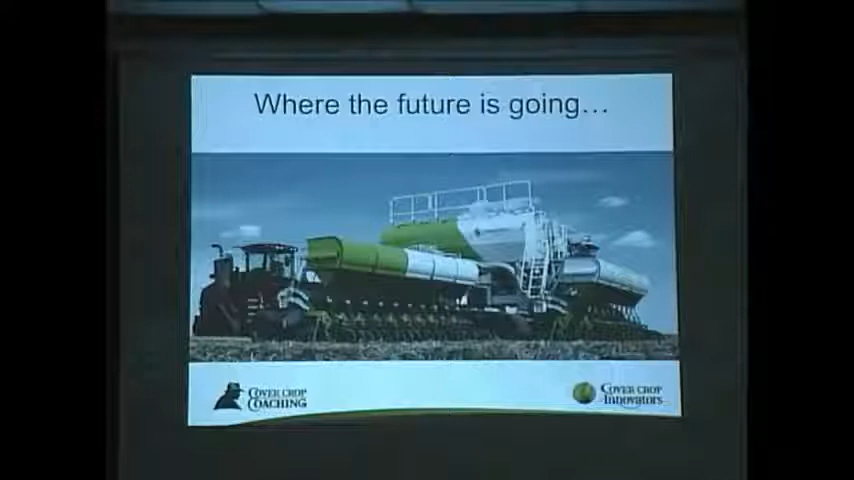 Where the future is going...
COVER CROP
COACHING
COVER CROP
Innovators